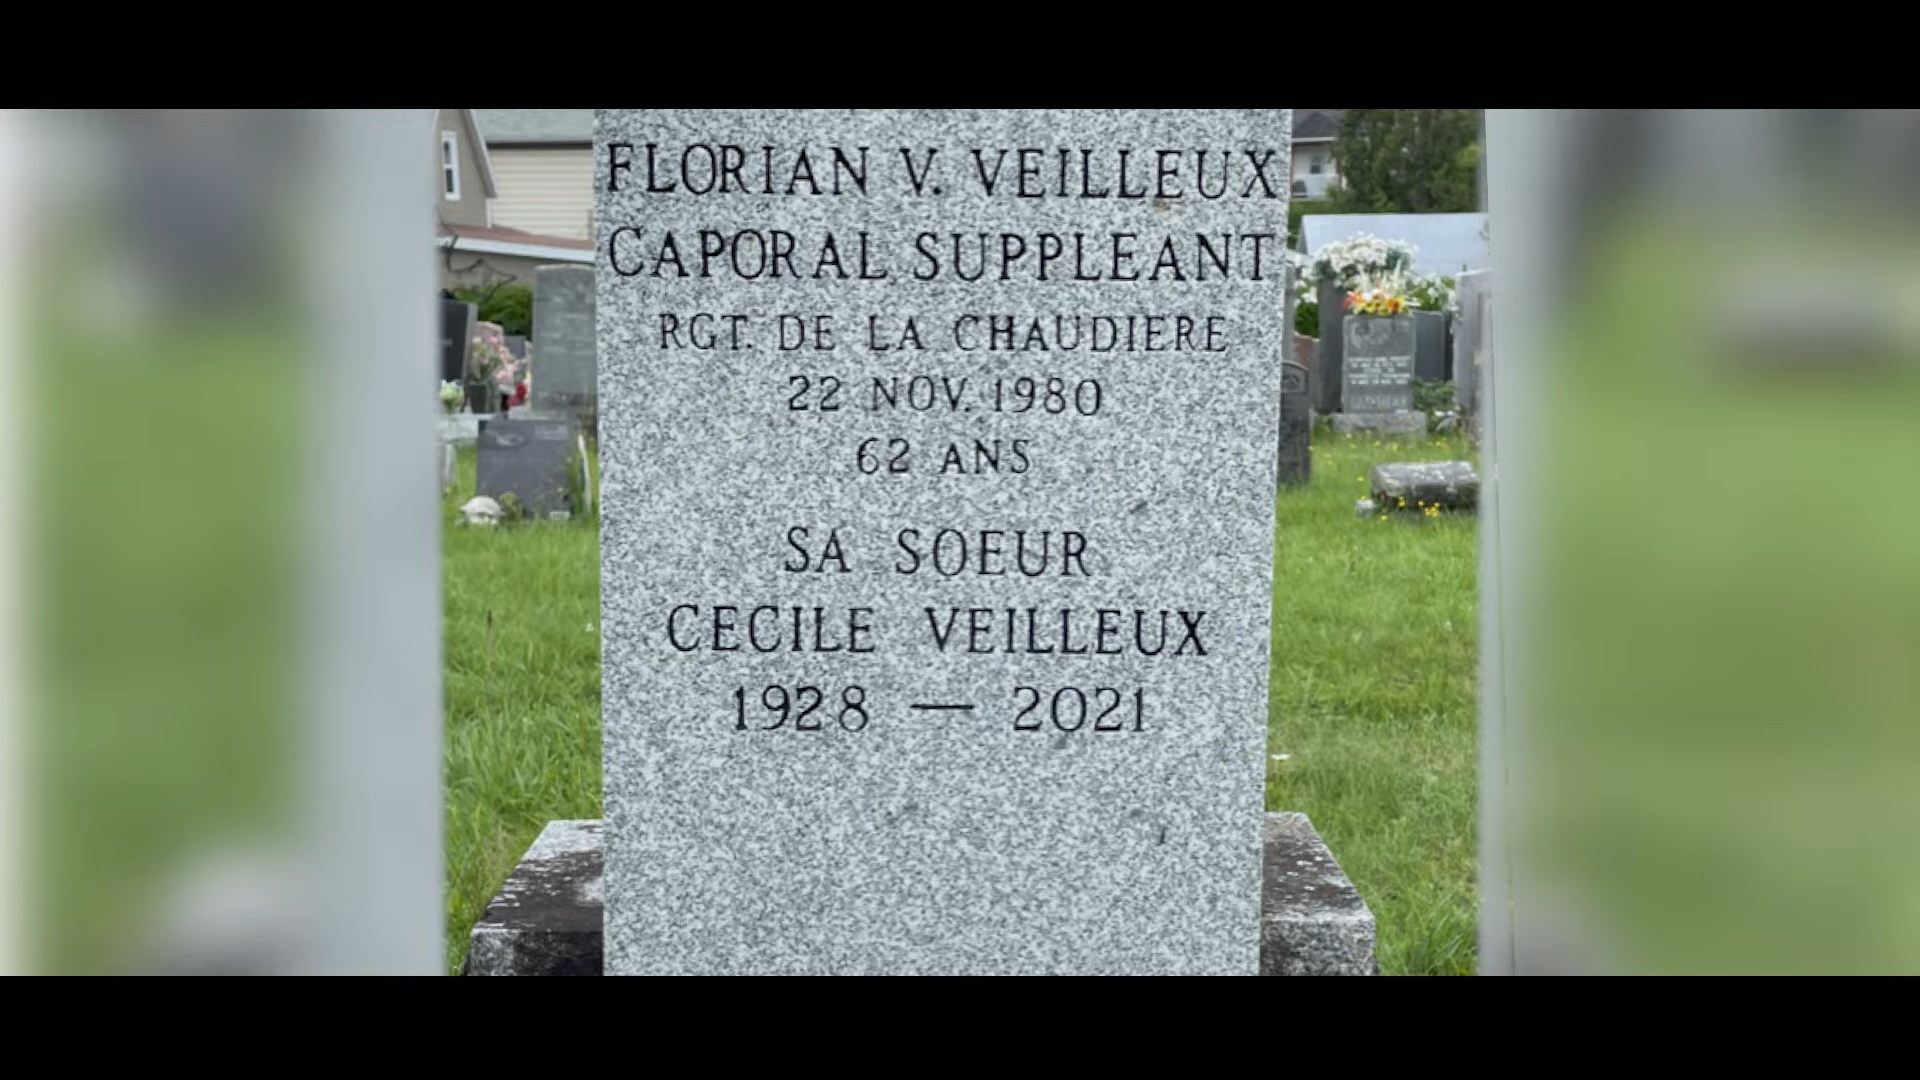 FLORIAN V. VEILLEUX
CAPORAL SUPPLEANT
RGT. DE LA CHAUDIERE
22 NOV. 1980
62 ANS
SA SOEUR
CECILE VEILLEUX
1928 — 2021